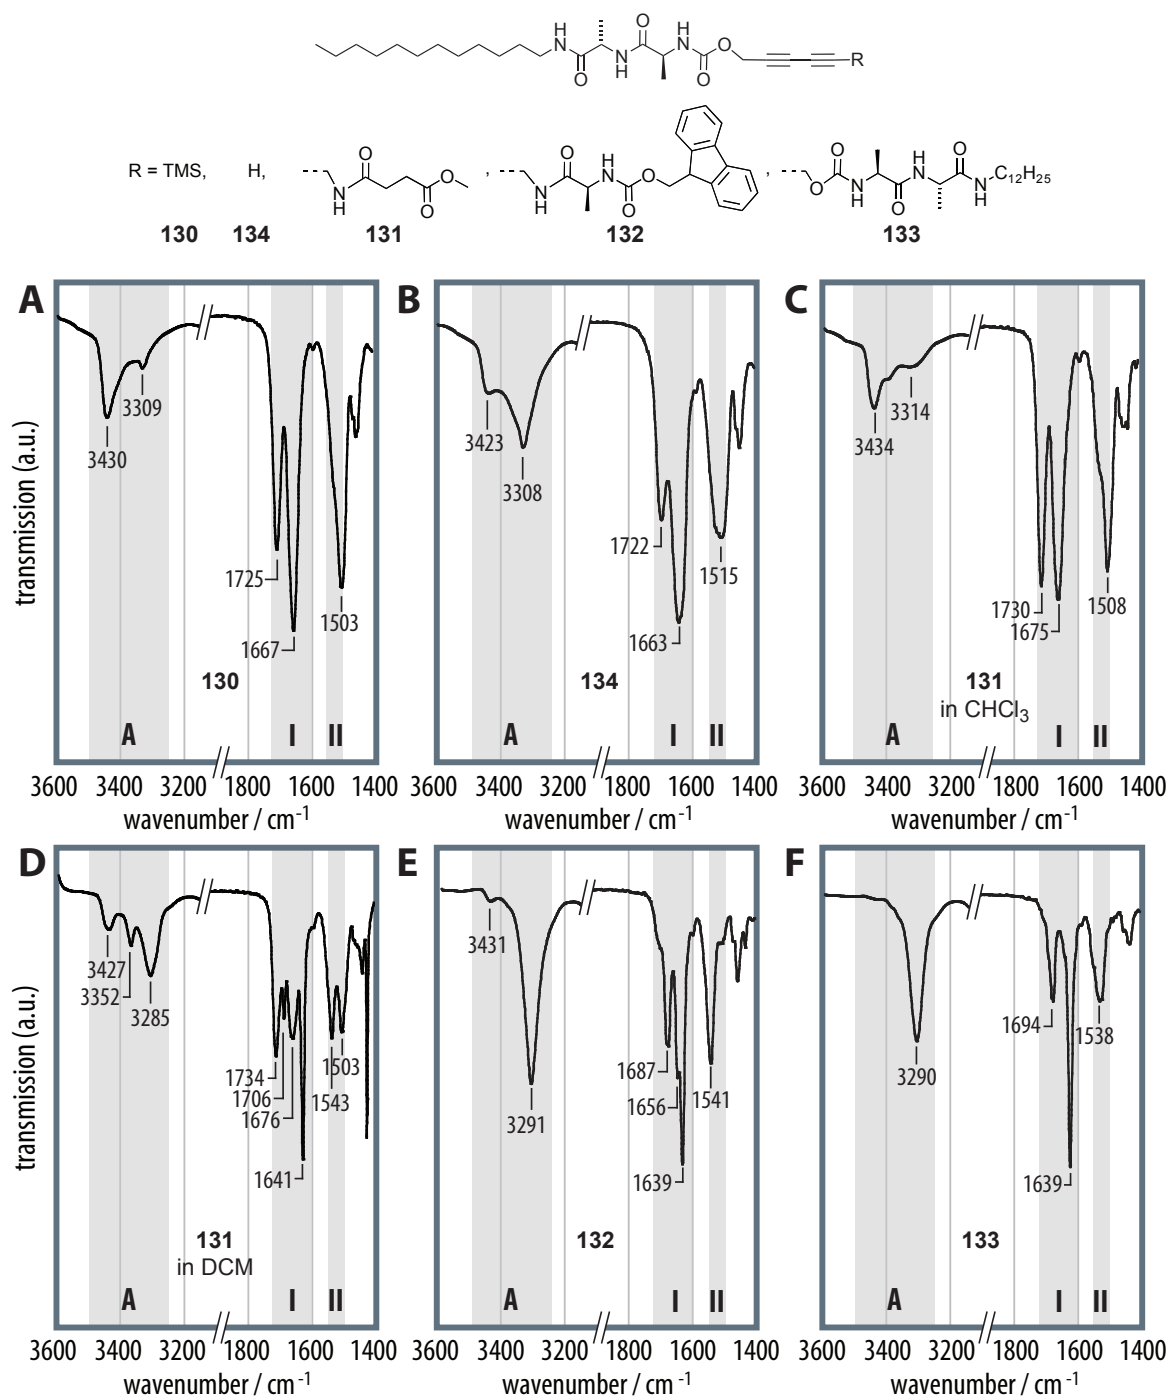 H N O N H O H N O O R
R = TMS, H, N H O O O , N H O H N O O , O O H N O H N O N H C12H25
130 134 131 132 133
A B C
transmission (a.u.)
3430 3309 1725 1667 1503
3423 3308 1722 1663 1515
3434 3314 1730 1675 1508
130 134 131
in CHCl3
A I II A I II A I II
3600 3400 3200 1800 1600 1400 3600 3400 3200 1800 1600 1400 3600 3400 3200 1800 1600 1400
wavenumber / cm-1 wavenumber / cm-1 wavenumber / cm-1
D E F
transmission (a.u.)
3427 3352 3285 1734 1706 1676 1641 1543 1503
3431 3291 1687 1656 1639 1541
3290 1694 1639 1538
131 132 133
in DCM
A I II A I II A I II
3600 3400 3200 1800 1600 1400 3600 3400 3200 1800 1600 1400 3600 3400 3200 1800 1600 1400
wavenumber / cm-1 wavenumber / cm-1 wavenumber / cm-1